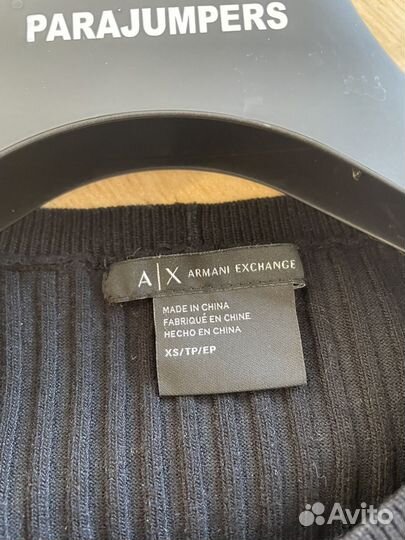 PARAJUMPERS
A|X ARMANI EXCHANGE
MADE IN CHINA
FABRIQUÉ EN CHINE
HECHO EN CHINA
XS/TP/EP
Avito